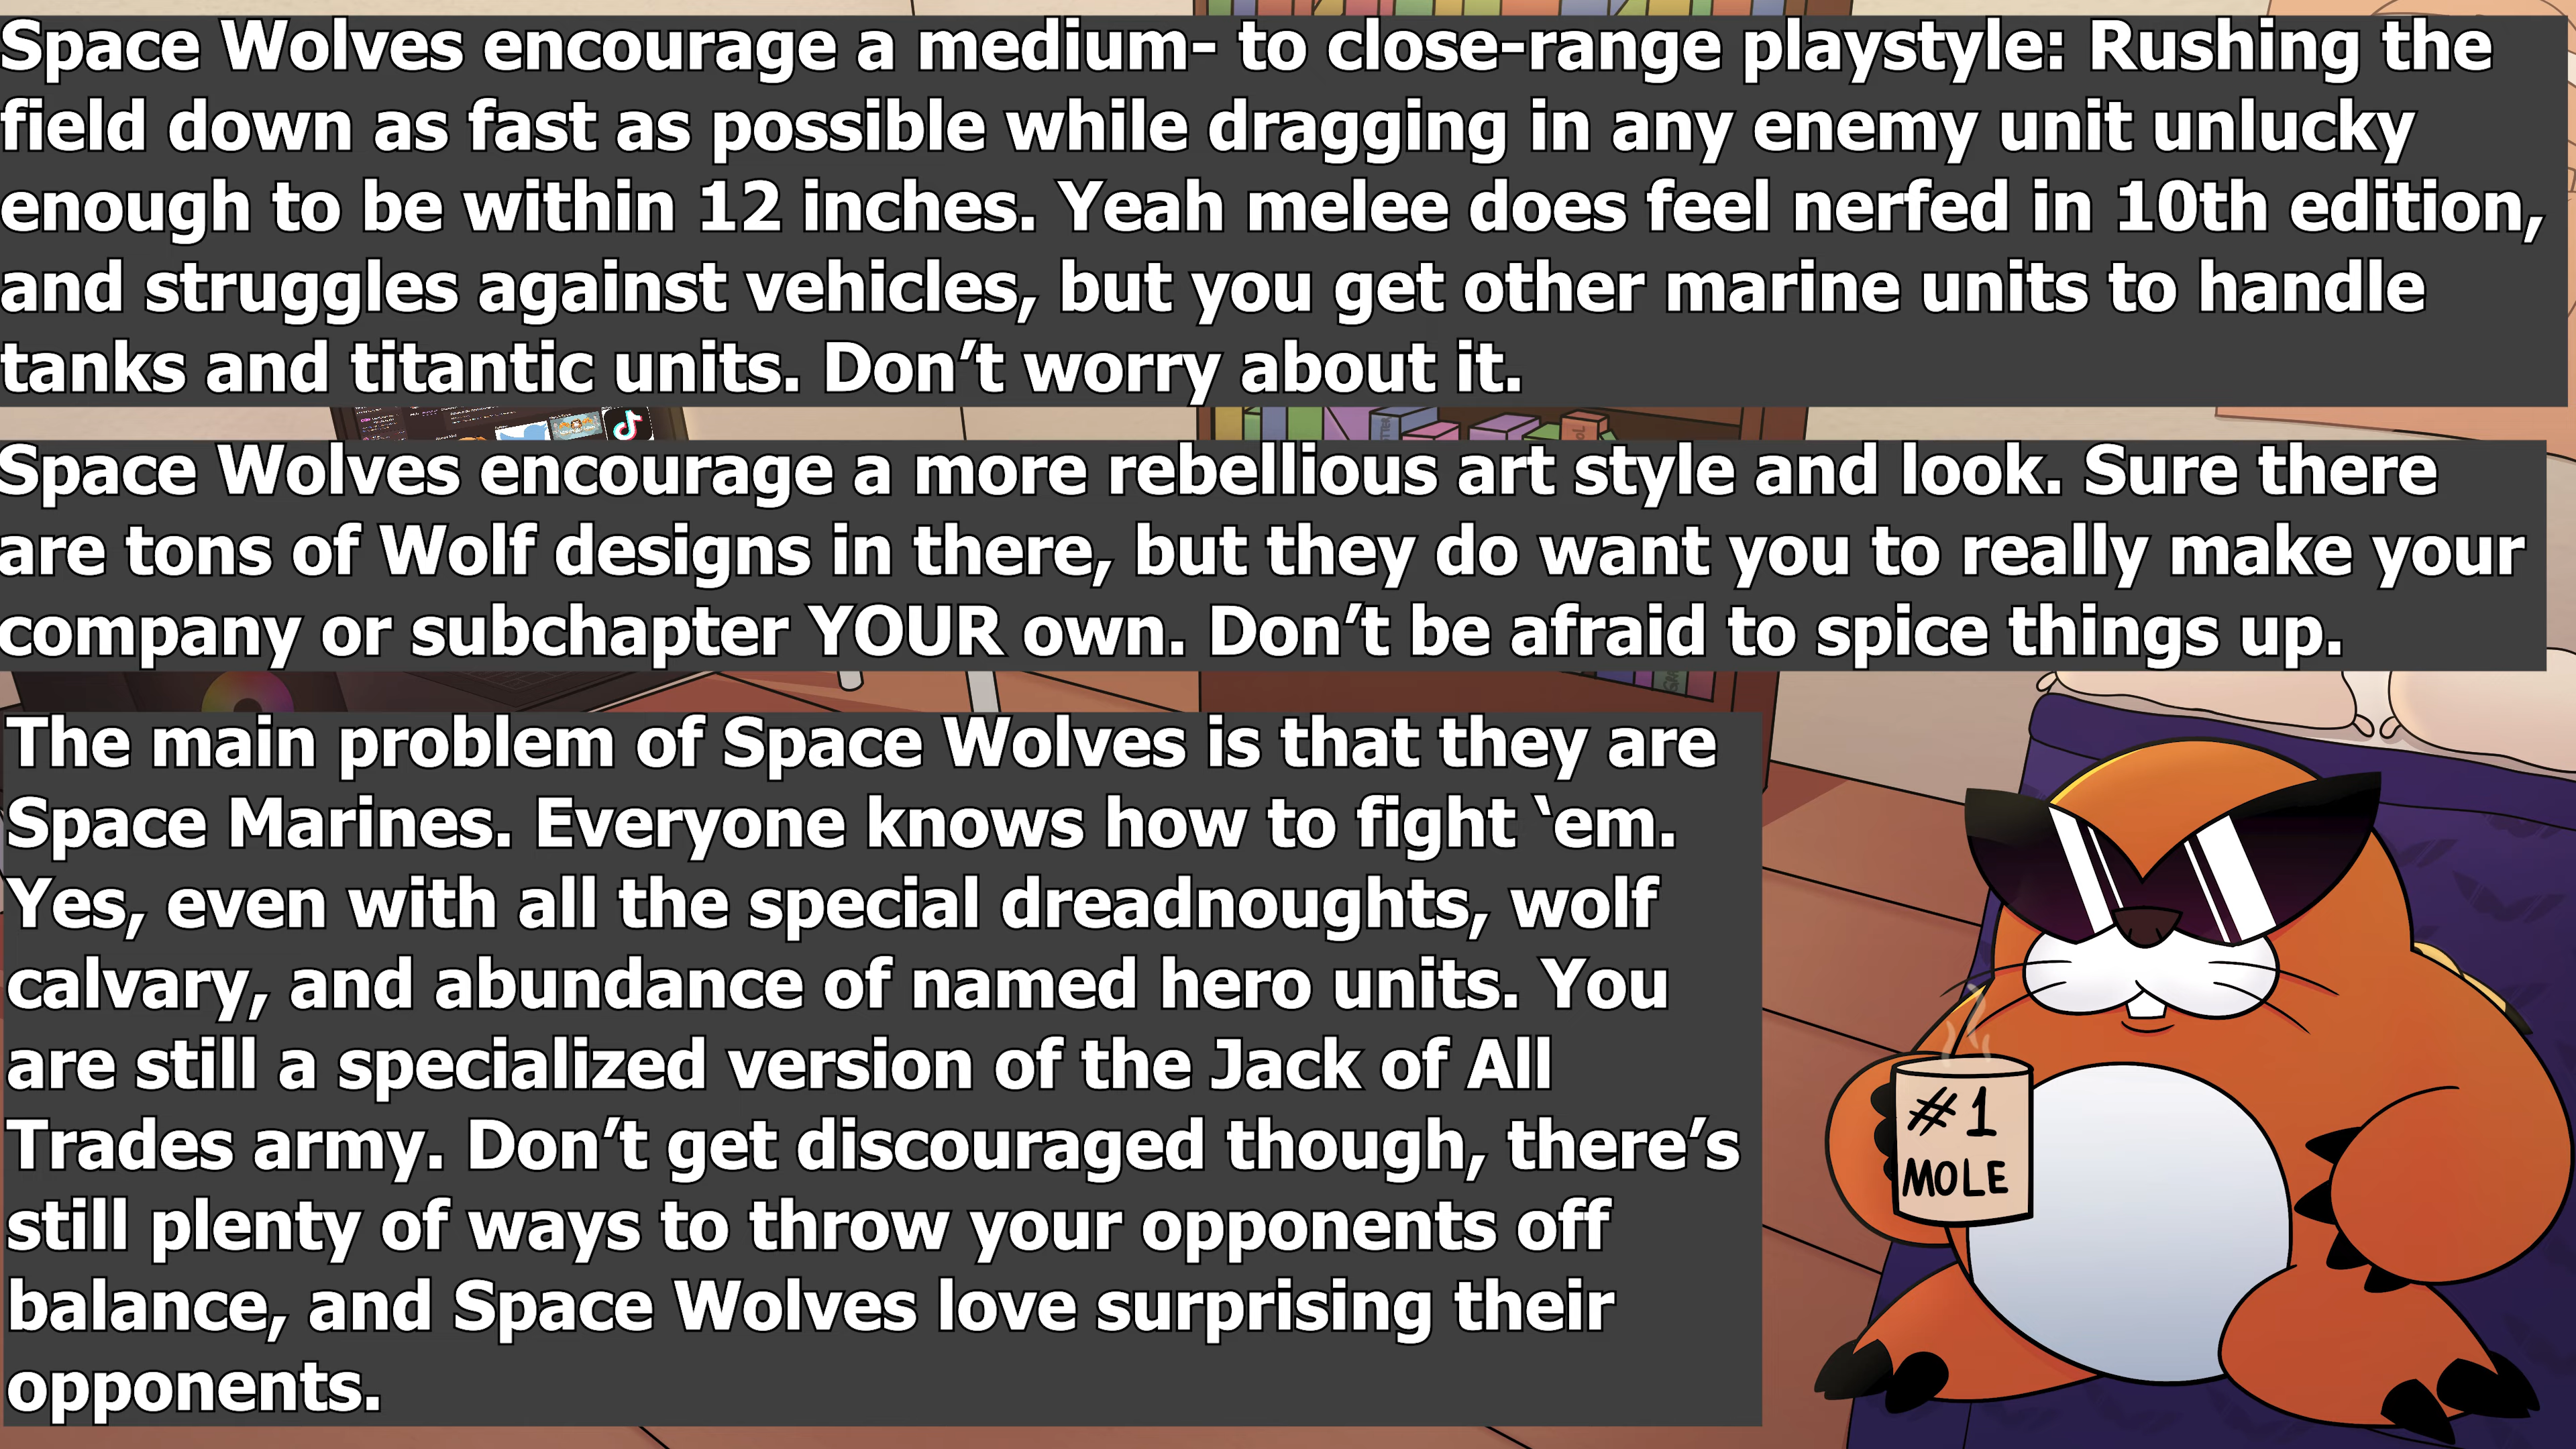 Space Wolves encourage a medium- to close-range playstyle: Rushing the
field down as fast as possible while dragging in any enemy unit unlucky
enough to be within 12 inches. Yeah melee does feel nerfed in 10th edition,
and struggles against vehicles, but you get other marine units to handle
tanks and titantic units. Don’t worry about it.
Space Wolves encourage a more rebellious art style and look. Sure there
are tons of Wolf designs in there, but they do want you to really make your
company or subchapter YOUR own. Don’t be afraid to spice things up.
The main problem of Space Wolves is that they are
Space Marines. Everyone knows how to fight ‘em.
Yes, even with all the special dreadnoughts, wolf
calvary, and abundance of named hero units. You
are still a specialized version of the Jack of All
Trades army. Don’t get discouraged though, there’s
still plenty of ways to throw your opponents off
balance, and Space Wolves love surprising their
opponents.
#1
MOLE